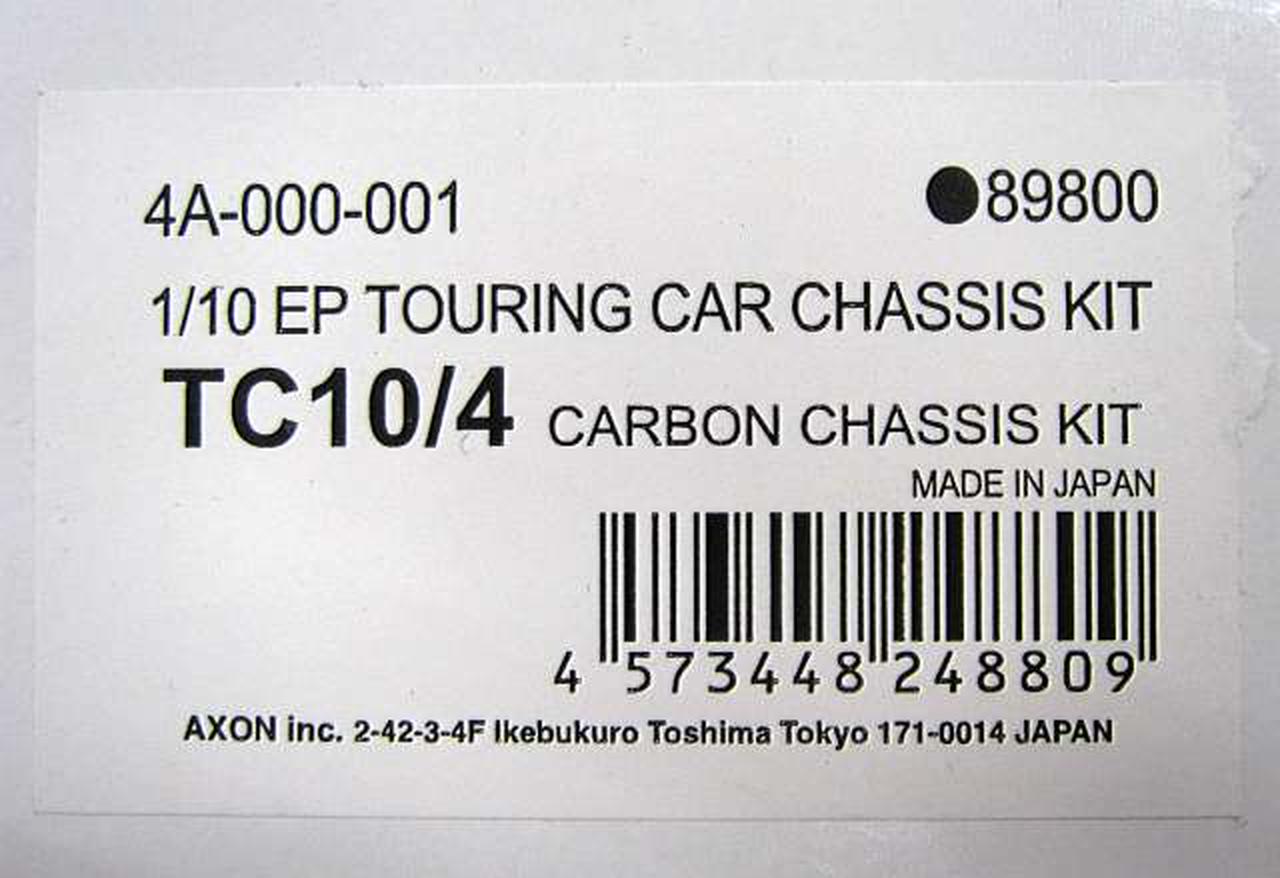 4A-000-001 ●89800
1/10 EP TOURING CAR CHASSIS KIT
TC10/4 CARBON CHASSIS KIT
MADE IN JAPAN
4 573448 248809
AXON inc. 2-42-3-4F Ikebukuro Toshima Tokyo 171-0014 JAPAN